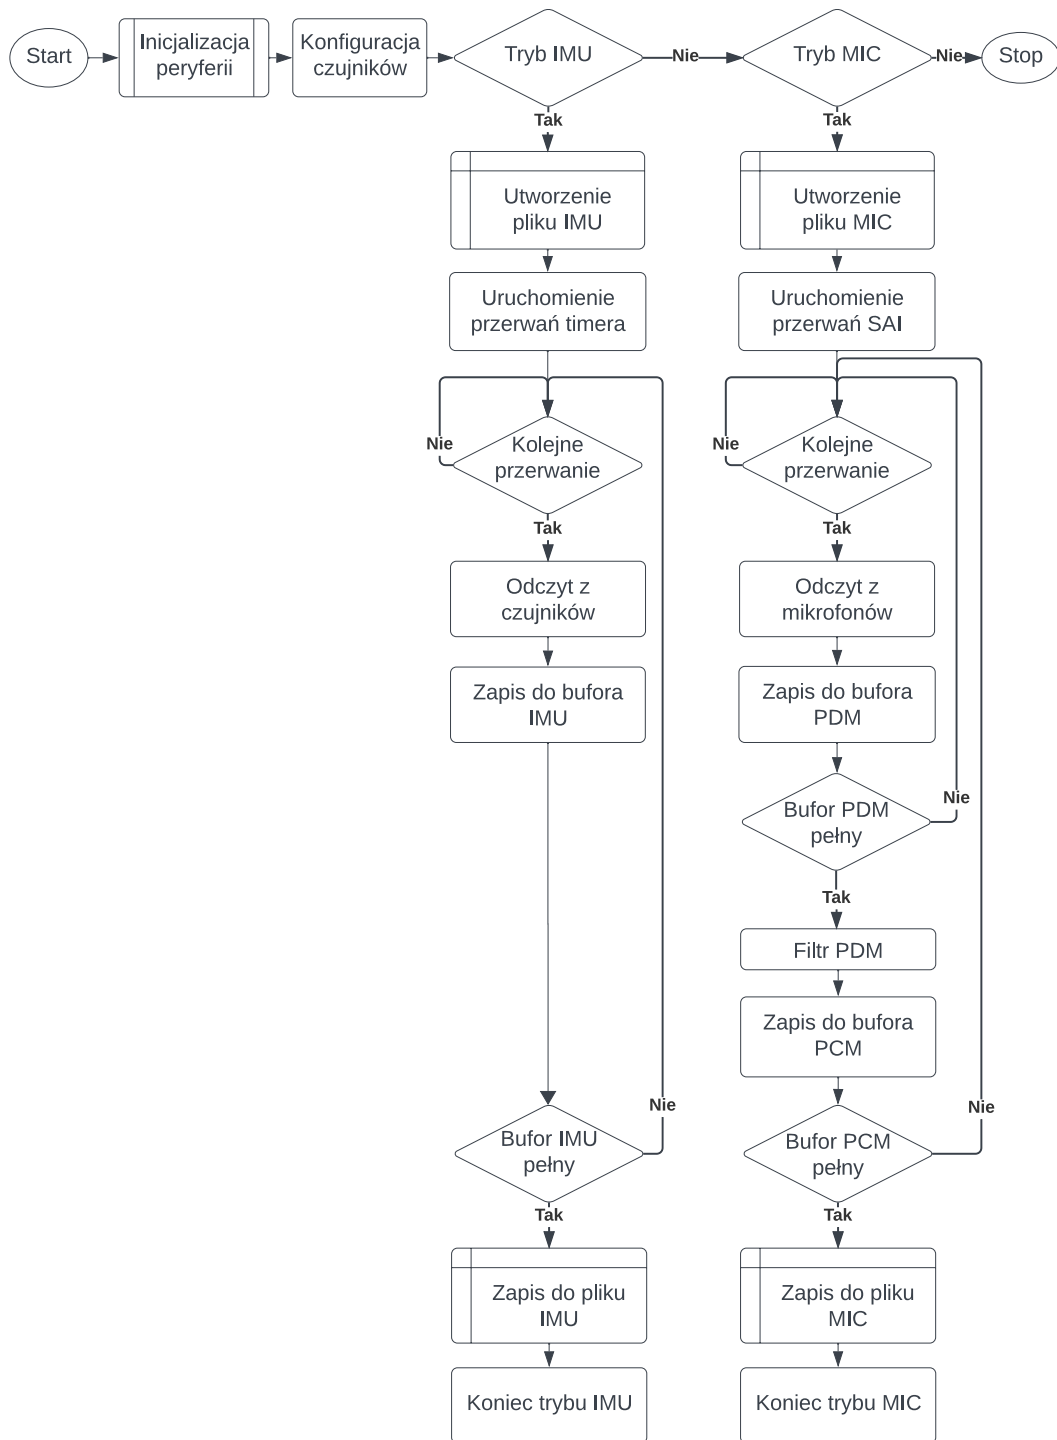 Start
Inicjalizacja
peryferii
Konfiguracja
czujników
Tryb IMU
Nie
Tryb MIC
Nie
Stop
Tak
Tak
Utworzenie
pliku IMU
Utworzenie
pliku MIC
Uruchomienie
przerwań timera
Uruchomienie
przerwań SAI
Nie
Kolejne
przerwanie
Nie
Kolejne
przerwanie
Tak
Tak
Odczyt z
czujników
Odczyt z
mikrofonów
Zapis do bufora
IMU
Zapis do bufora
PDM
Nie
Bufor PDM
pełny
Tak
Filtr PDM
Zapis do bufora
PCM
Nie
Nie
Bufor IMU
pełny
Bufor PCM
pełny
Tak
Tak
Zapis do pliku
IMU
Zapis do pliku
MIC
Koniec trybu IMU
Koniec trybu MIC